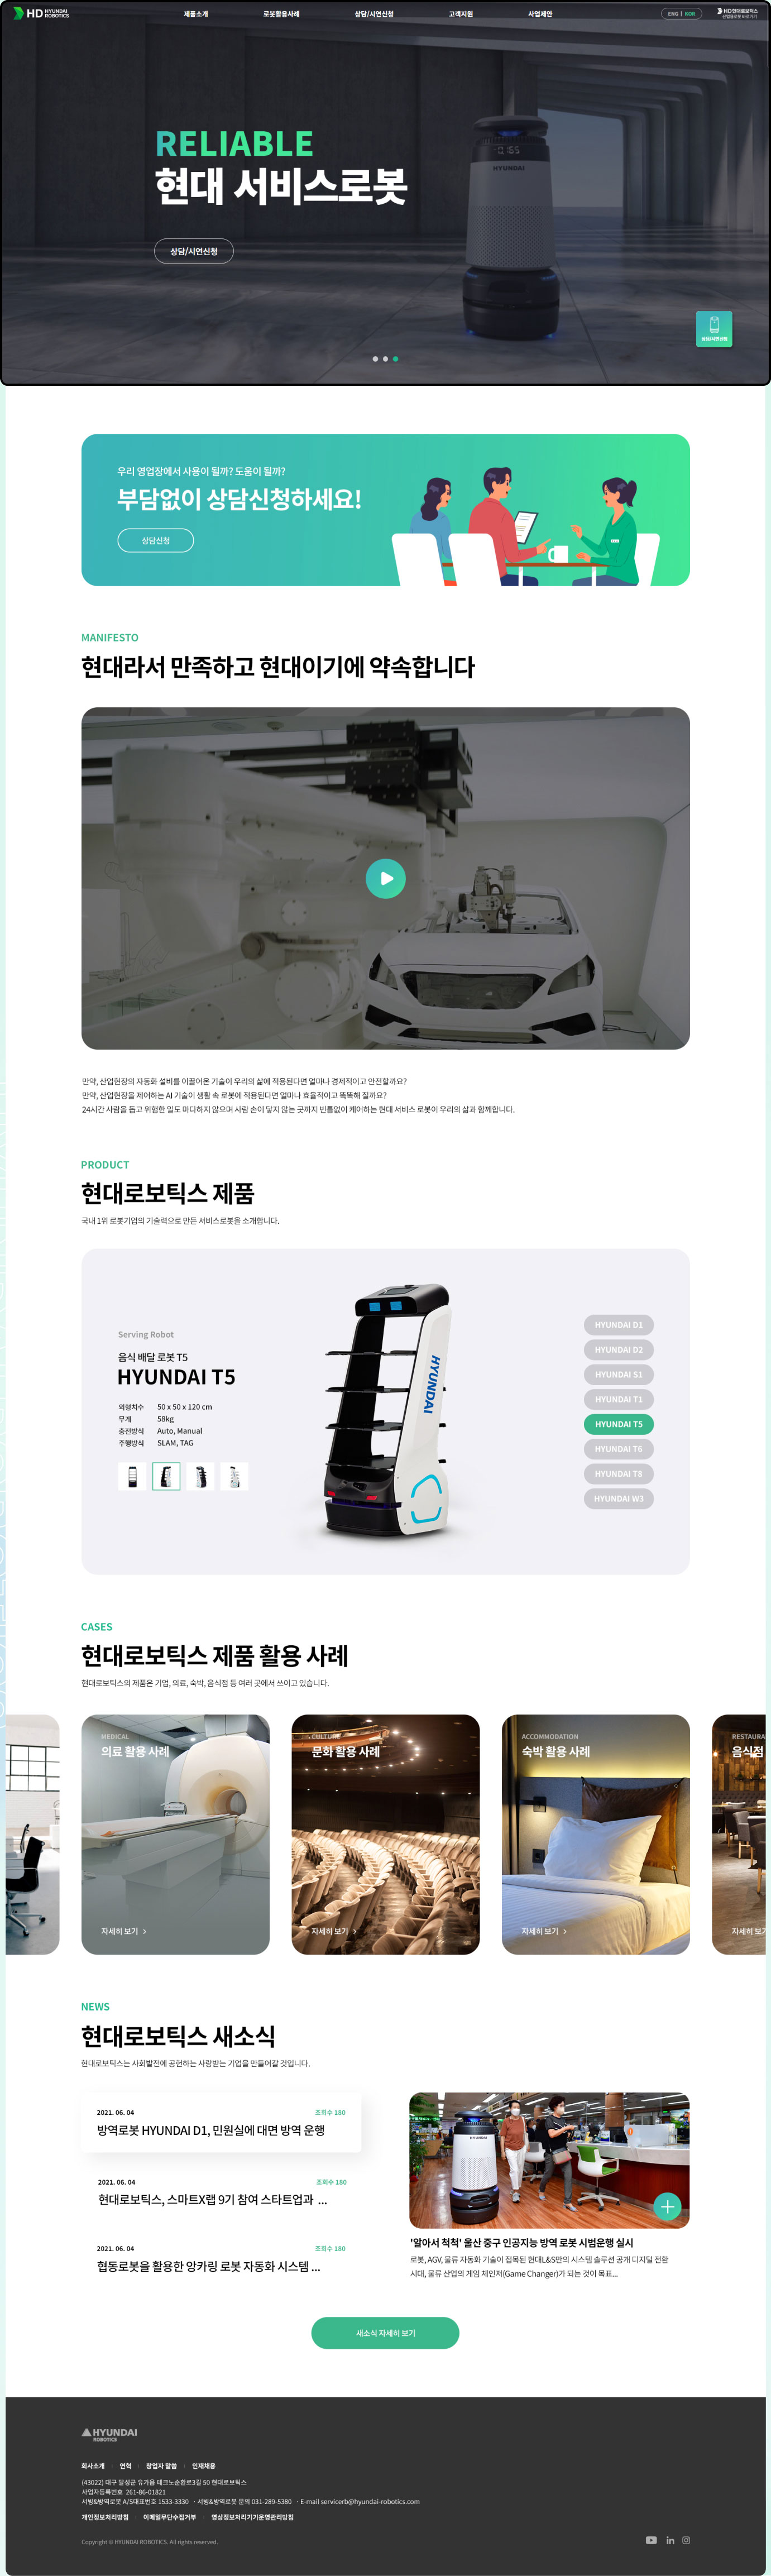 HD HYUNDAI ROBOTICS
제품소개
로봇활용사례
상담/시연신청
고객지원
사업제안
ENG | KOR
HD현대로보틱스
산업용로봇 바로가기
RELIABLE
현대 서비스로봇
HYUNDAI
상담/시연신청
상담/시연신청
우리 영업장에서 사용이 될까? 도움이 될까?
부담없이 상담신청하세요!
상담신청
MANIFESTO
현대라서 만족하고 현대이기에 약속합니다
만약, 산업현장의 자동화 설비를 이끌어온 기술이 우리의 삶에 적용된다면 얼마나 경제적이고 안전할까요?
만약, 산업현장을 제어하는 AI 기술이 생활 속 로봇에 적용된다면 얼마나 효율적이고 똑똑해 질까요?
24시간 사람을 돕고 위험한 일도 마다하지 않으며 사람 손이 닿지 않는 곳까지 빈틈없이 케어하는 현대 서비스 로봇이 우리의 삶과 함께합니다.
PRODUCT
현대로보틱스 제품
국내 1위 로봇기업의 기술력으로 만든 서비스로봇을 소개합니다.
Serving Robot
음식 배달 로봇 T5
HYUNDAI T5
외형치수 50 x 50 x 120 cm
무게 58kg
충전방식 Auto, Manual
주행방식 SLAM, TAG
HYUNDAI
HYUNDAI D1
HYUNDAI D2
HYUNDAI S1
HYUNDAI T1
HYUNDAI T5
HYUNDAI T6
HYUNDAI T8
HYUNDAI W3
CASES
현대로보틱스 제품 활용 사례
현대로보틱스의 제품은 기업, 의료, 숙박, 음식점 등 여러 곳에서 쓰이고 있습니다.
MEDICAL
의료 활용 사례
자세히 보기 >
CULTURE
문화 활용 사례
자세히 보기 >
ACCOMMODATION
숙박 활용 사례
자세히 보기 >
RESTAURA
음식점
자세히 보기
NEWS
현대로보틱스 새소식
현대로보틱스는 사회발전에 공헌하는 사랑받는 기업을 만들어갈 것입니다.
2021. 06. 04 조회수 180
방역로봇 HYUNDAI D1, 민원실에 대면 방역 운행
2021. 06. 04 조회수 180
현대로보틱스, 스마트X랩 9기 참여 스타트업과 ...
2021. 06. 04 조회수 180
협동로봇을 활용한 앙카링 로봇 자동화 시스템 ...
HYUNDAI
'알아서 척척' 울산 중구 인공지능 방역 로봇 시범운행 실시
로봇, AGV, 물류 자동화 기술이 접목된 현대L&S만의 시스템 솔루션 공개 디지털 전환
시대, 물류 산업의 게임 체인저(Game Changer)가 되는 것이 목표...
새소식 자세히 보기
HYUNDAI ROBOTICS
회사소개 연혁 창업자 말씀 인재채용
(43022) 대구 달성군 유가읍 테크노순환로3길 50 현대로보틱스
사업자등록번호 261-86-01821
서빙&방역로봇 A/S대표번호 1533-3330 · 서빙&방역로봇 문의 031-289-5380 · E-mail servicerb@hyundai-robotics.com
개인정보처리방침 이메일무단수집거부 영상정보처리기기운영관리방침
Copyright © HYUNDAI ROBOTICS. All rights reserved.